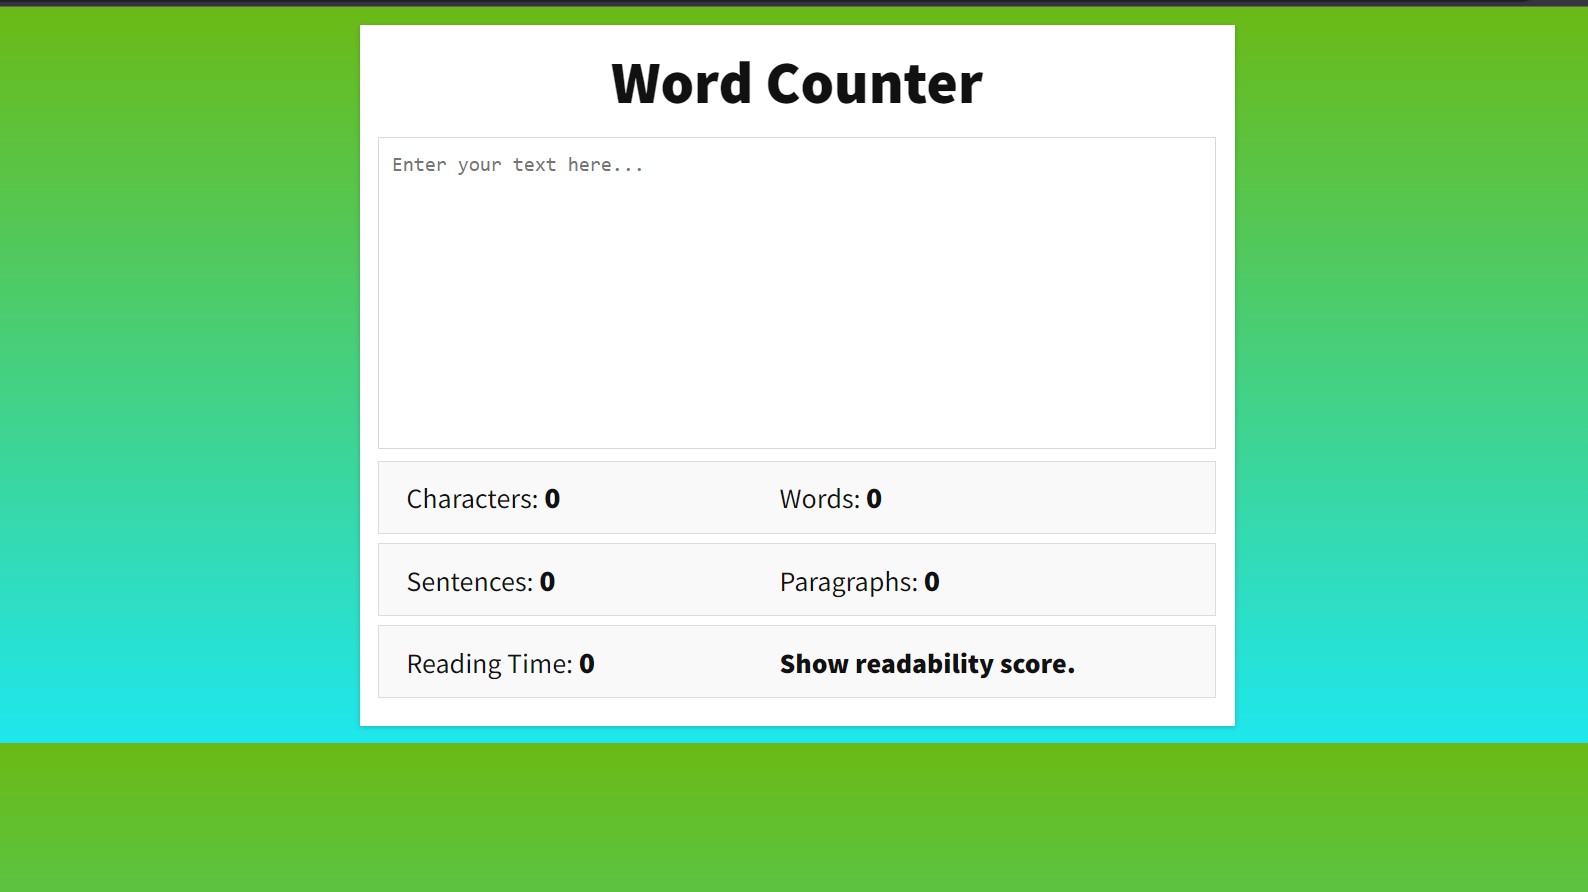 Word Counter
Enter your text here...
Characters: 0 Words: 0
Sentences: 0 Paragraphs: 0
Reading Time: 0 Show readability score.